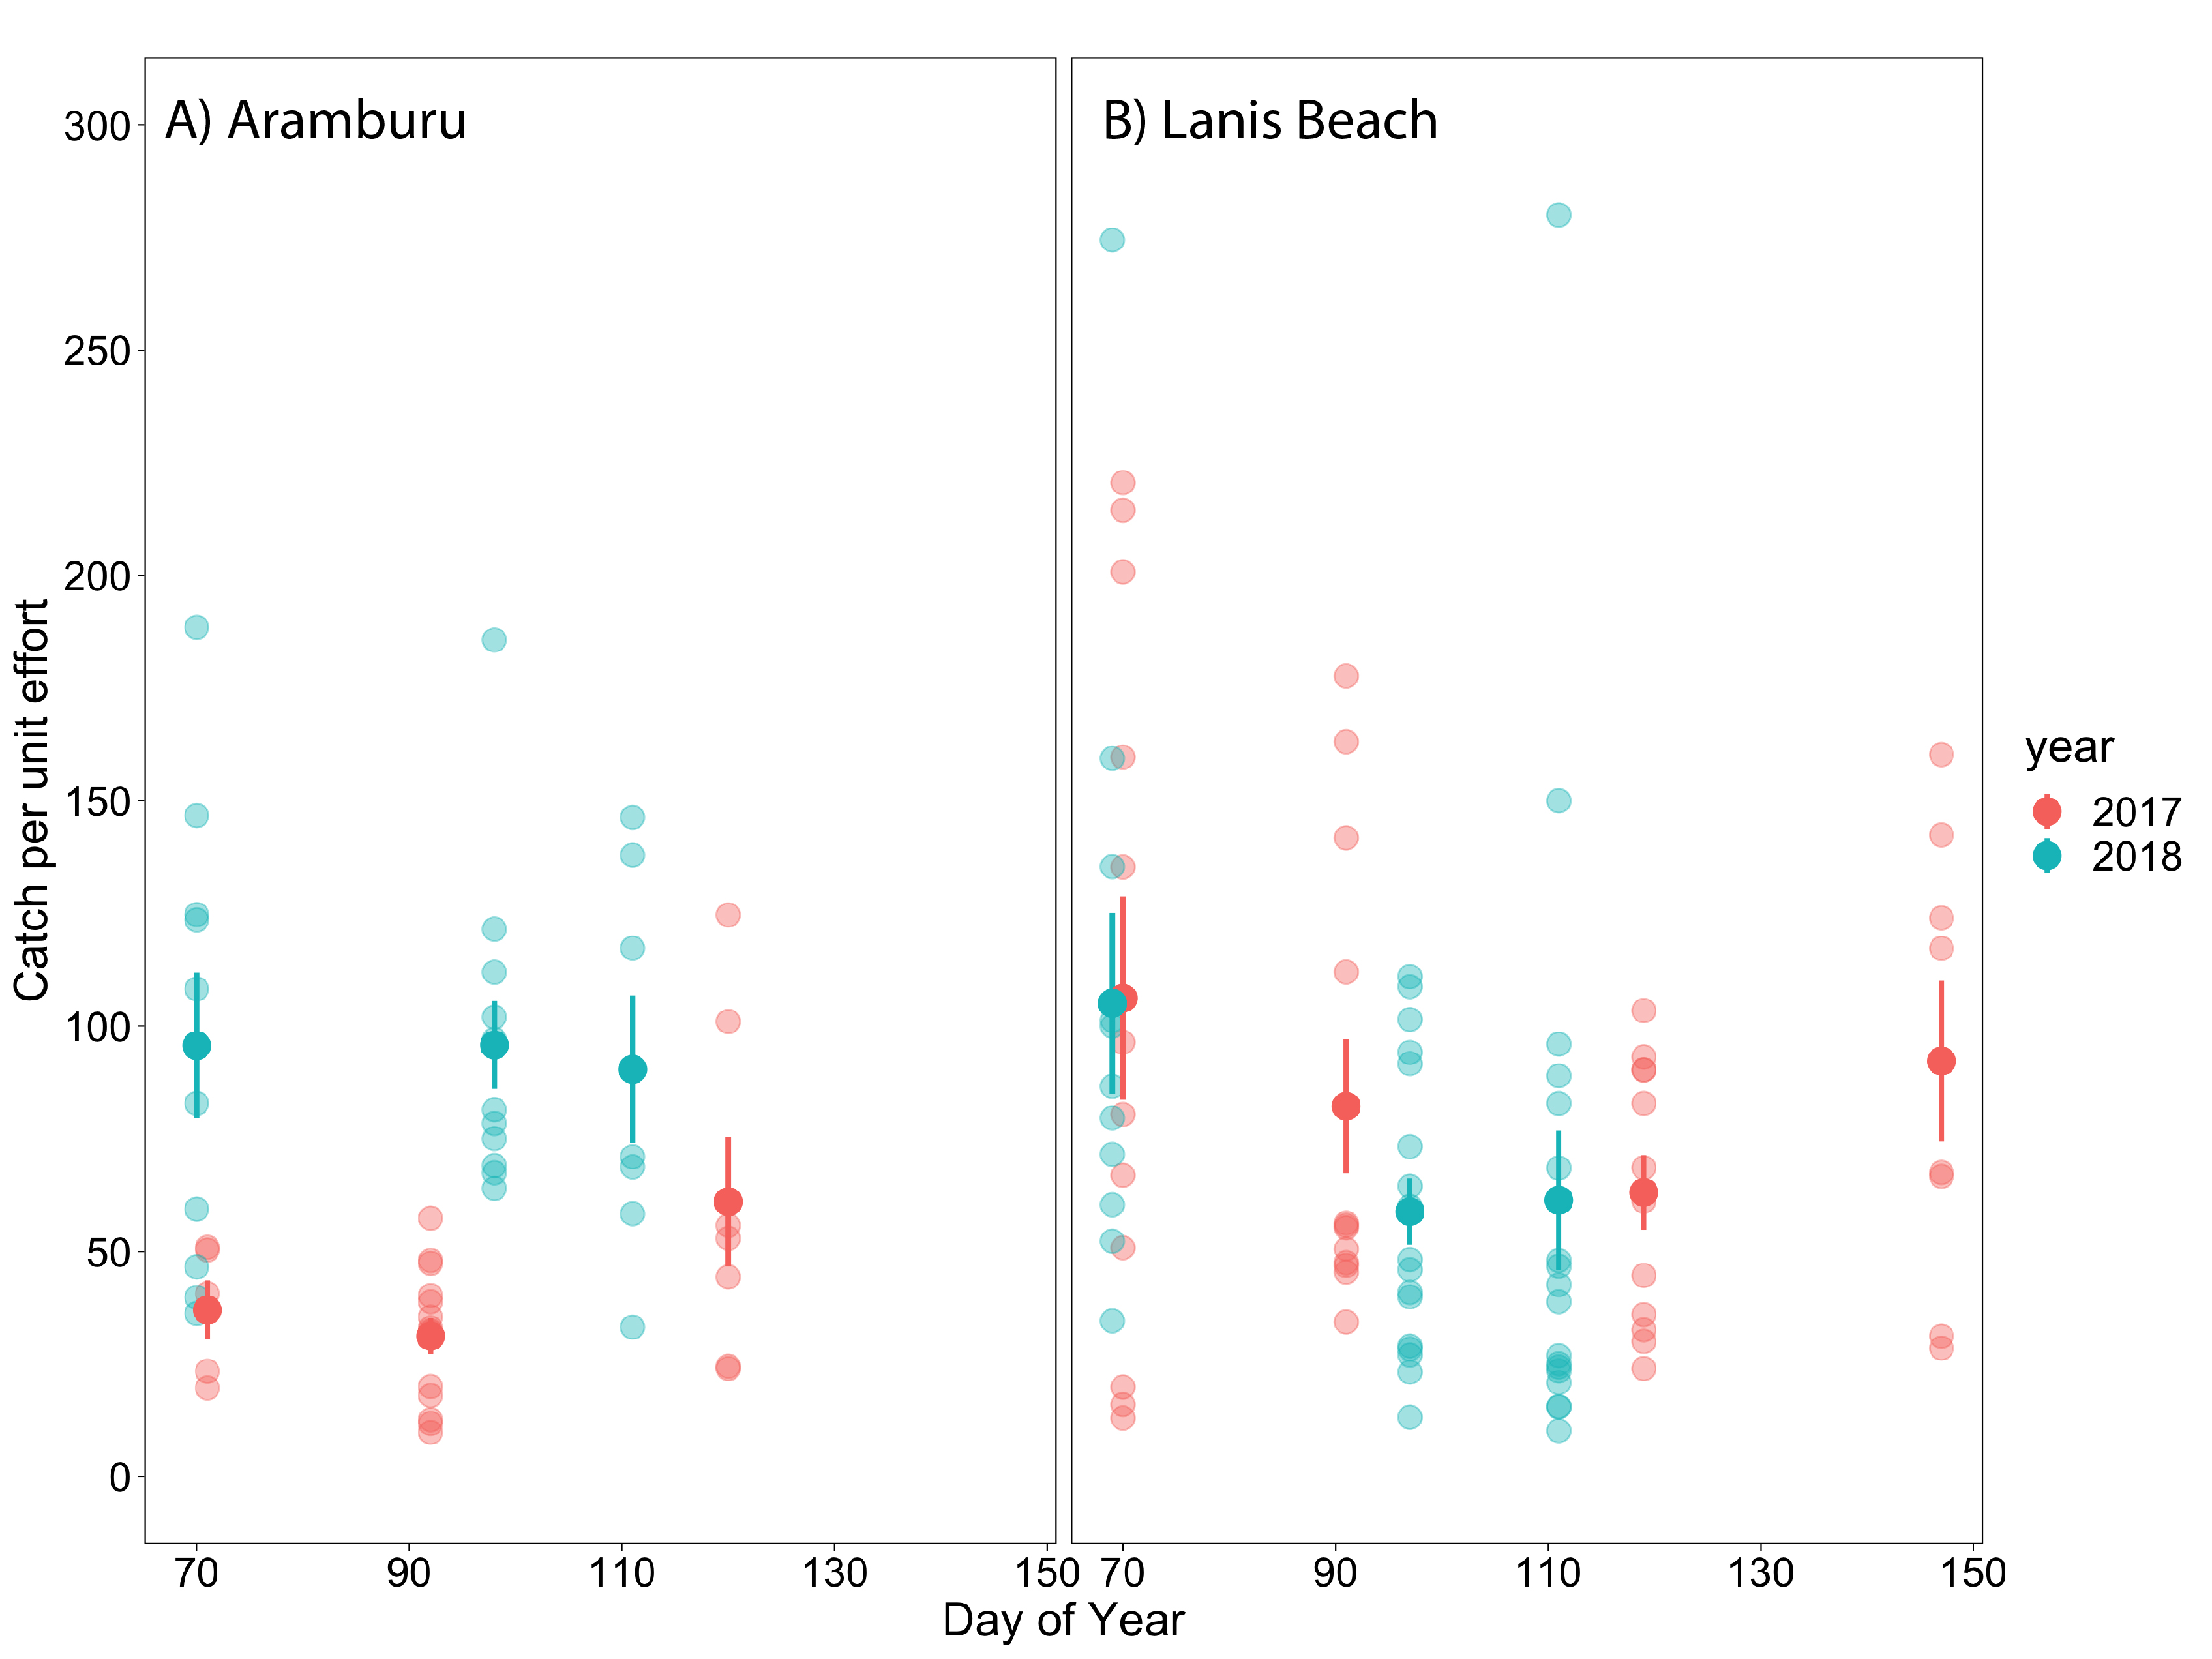 A) Aramburu
B) Lanis Beach
300
250
200
150
100
50
0
Catch per unit effort
70 90 110 130 150 70 90 110 130 150
Day of Year
year
2017
2018